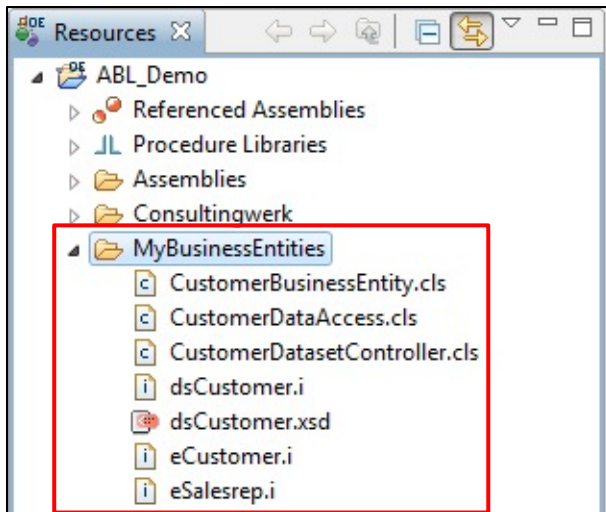 Resources
ABL_Demo
Referenced Assemblies
Procedure Libraries
Assemblies
Consultingwerk
MyBusinessEntities
CustomerBusinessEntity.cls
CustomerDataAccess.cls
CustomerDatasetController.cls
dsCustomer.i
dsCustomer.xsd
eCustomer.i
eSalesrep.i